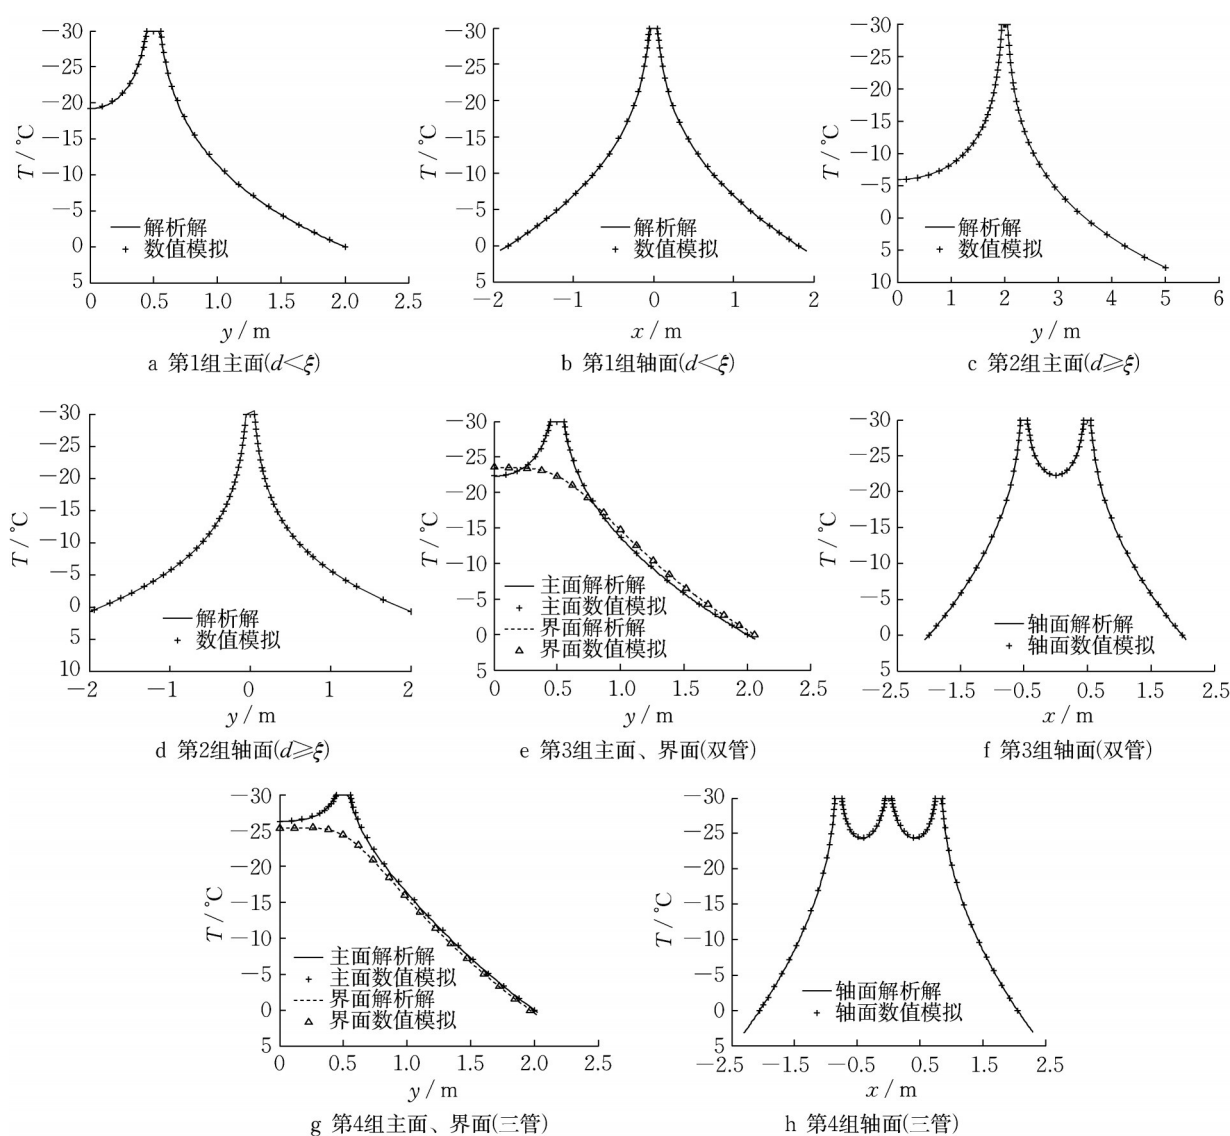 −30
−25
−20
−15
−10
−5
0
5
T / ℃
解析解
数值模拟
0 0.5 1.0 1.5 2.0 2.5
y / m
a 第1组主面(d<ξ)
−30
−25
−20
−15
−10
−5
0
5
T / ℃
解析解
数值模拟
−2 −1 0 1 2
x / m
b 第1组轴面(d<ξ)
−30
−25
−20
−15
−10
−5
0
5
10
T / ℃
解析解
数值模拟
0 1 2 3 4 5 6
y / m
c 第2组主面(d⩾ξ)
−30
−25
−20
−15
−10
−5
0
5
10
T / ℃
解析解
数值模拟
−2 −1 0 1 2
y / m
d 第2组轴面(d⩾ξ)
−30
−25
−20
−15
−10
−5
0
5
T / ℃
主面解析解
主面数值模拟
界面解析解
界面数值模拟
0 0.5 1.0 1.5 2.0 2.5
y / m
e 第3组主面、界面(双管)
−30
−25
−20
−15
−10
−5
0
5
T / ℃
轴面解析解
轴面数值模拟
−2.5 −1.5 −0.5 0.5 1.5 2.5
x / m
f 第3组轴面(双管)
−30
−25
−20
−15
−10
−5
0
5
T / ℃
主面解析解
主面数值模拟
界面解析解
界面数值模拟
0 0.5 1.0 1.5 2.0 2.5
y / m
g 第4组主面、界面(三管)
−30
−25
−20
−15
−10
−5
0
5
T / ℃
轴面解析解
轴面数值模拟
−2.5 −1.5 −0.5 0.5 1.5 2.5
x / m
h 第4组轴面(三管)